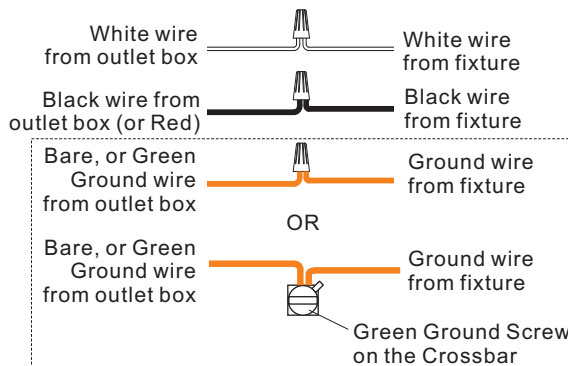 White wire
from outlet box
White wire
from fixture
Black wire from
outlet box (or Red)
Black wire
from fixture
Bare, or Green
Ground wire
from outlet box
Ground wire
from fixture
OR
Bare, or Green
Ground wire
from outlet box
Ground wire
from fixture
Green Ground Screw
on the Crossbar